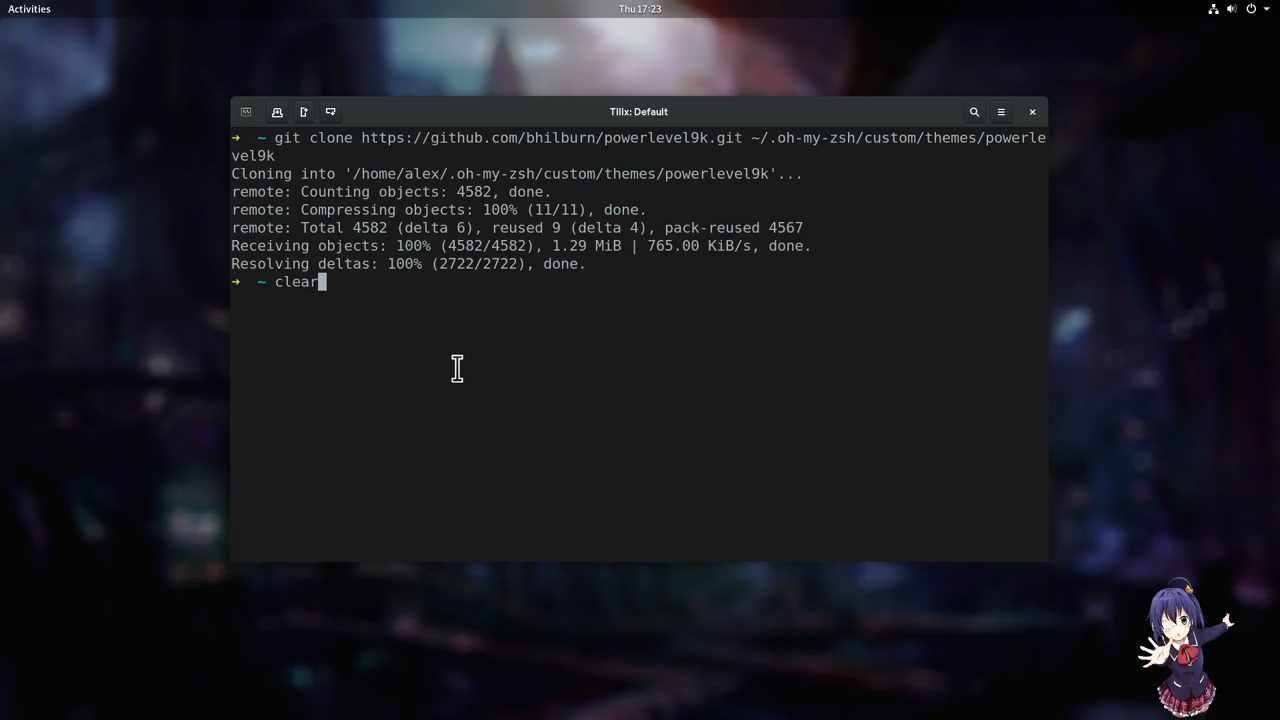 Activities
Thu 17:23
Tilix: Default
➜  ~ git clone https://github.com/bhilburn/powerlevel9k.git ~/.oh-my-zsh/custom/themes/powerle
vel9k
Cloning into '/home/alex/.oh-my-zsh/custom/themes/powerlevel9k'...
remote: Counting objects: 4582, done.
remote: Compressing objects: 100% (11/11), done.
remote: Total 4582 (delta 6), reused 9 (delta 4), pack-reused 4567
Receiving objects: 100% (4582/4582), 1.29 MiB | 765.00 KiB/s, done.
Resolving deltas: 100% (2722/2722), done.
➜  ~ clear